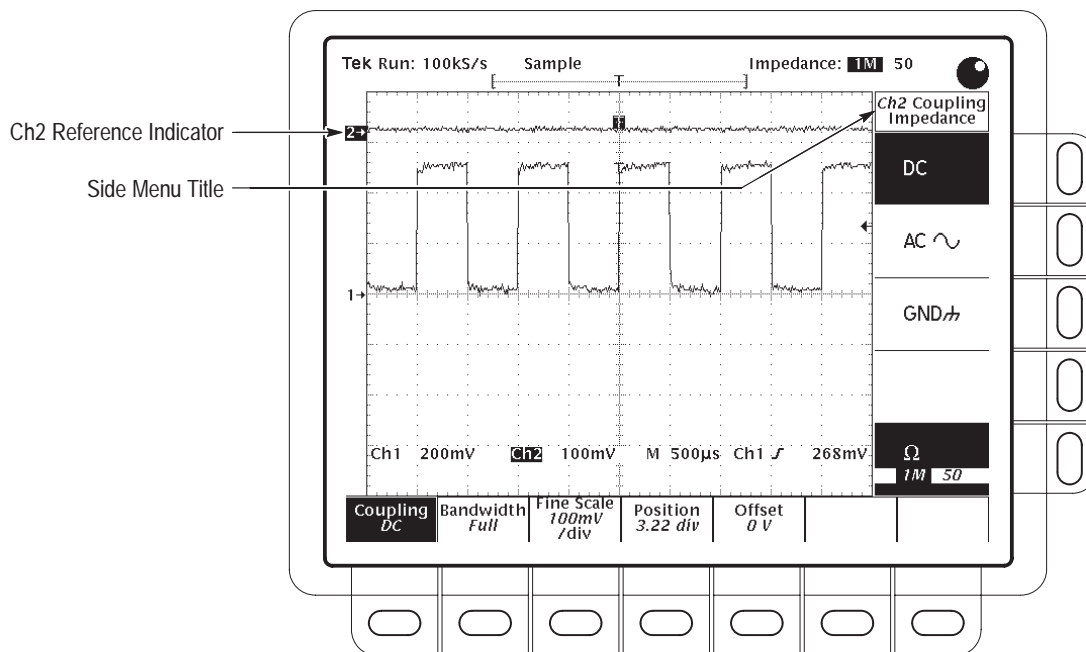 Tek Run: 100kS/s Sample Impedance: 1M 50
T
Ch2 Coupling
Impedance
Ch2 Reference Indicator
2→
T
Side Menu Title
DC
AC
1→
GND
Ch1 200mV Ch2 100mV M 500µs Ch1 268mV
Ω
1M 50
Coupling
DC
Bandwidth
Full
Fine Scale
100mV
/div
Position
3.22 div
Offset
0 V